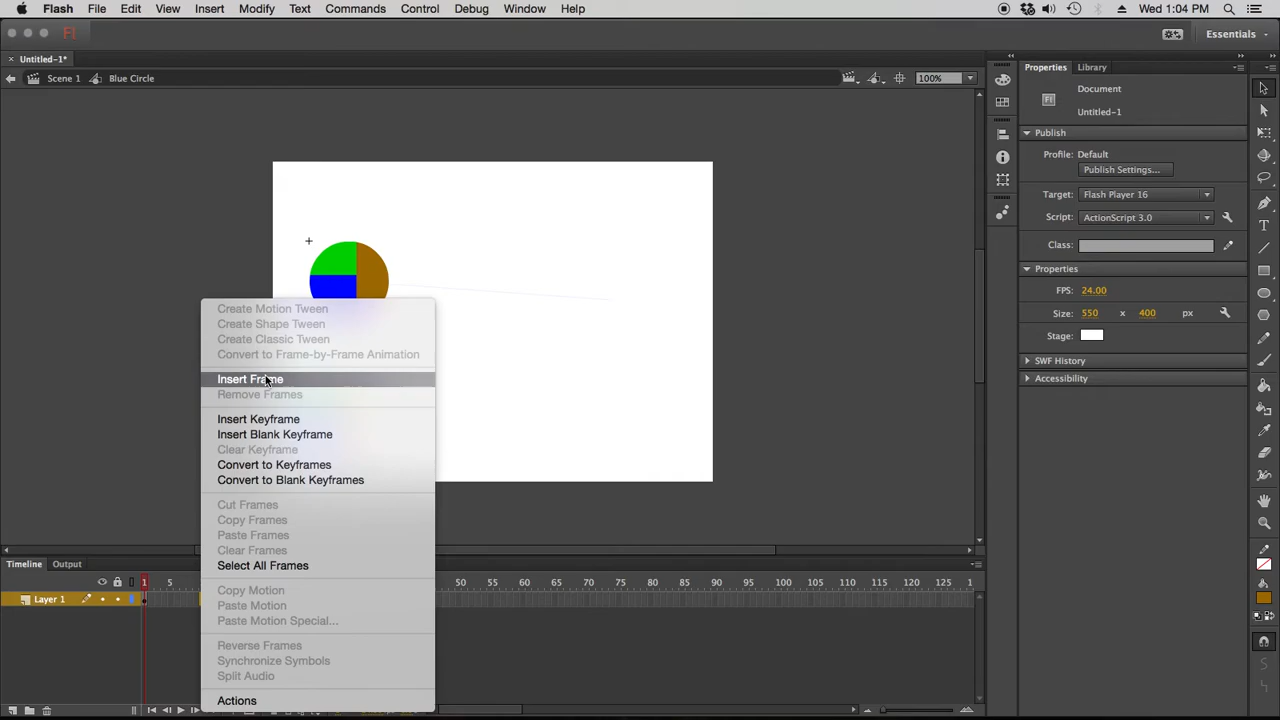 Flash File Edit View Insert Modify Text Commands Control Debug Window Help Wed 1:04 PM
Fl Essentials
× Untitled-1*
Scene 1 Blue Circle 100%
Properties Library
Document
Fl
Untitled-1
Publish
Profile: Default
Publish Settings...
Target: Flash Player 16
Script: ActionScript 3.0
Class:
Properties
FPS: 24.00
Size: 550 x 400 px
Stage:
SWF History
Accessibility
Create Motion Tween
Create Shape Tween
Create Classic Tween
Convert to Frame-by-Frame Animation
Insert Frame
Remove Frames
Insert Keyframe
Insert Blank Keyframe
Clear Keyframe
Convert to Keyframes
Convert to Blank Keyframes
Cut Frames
Copy Frames
Paste Frames
Clear Frames
Select All Frames
Copy Motion
Paste Motion
Paste Motion Special...
Reverse Frames
Synchronize Symbols
Split Audio
Actions
Timeline Output
1 5 50 55 60 65 70 75 80 85 90 95 100 105 110 115 120 125 1
Layer 1